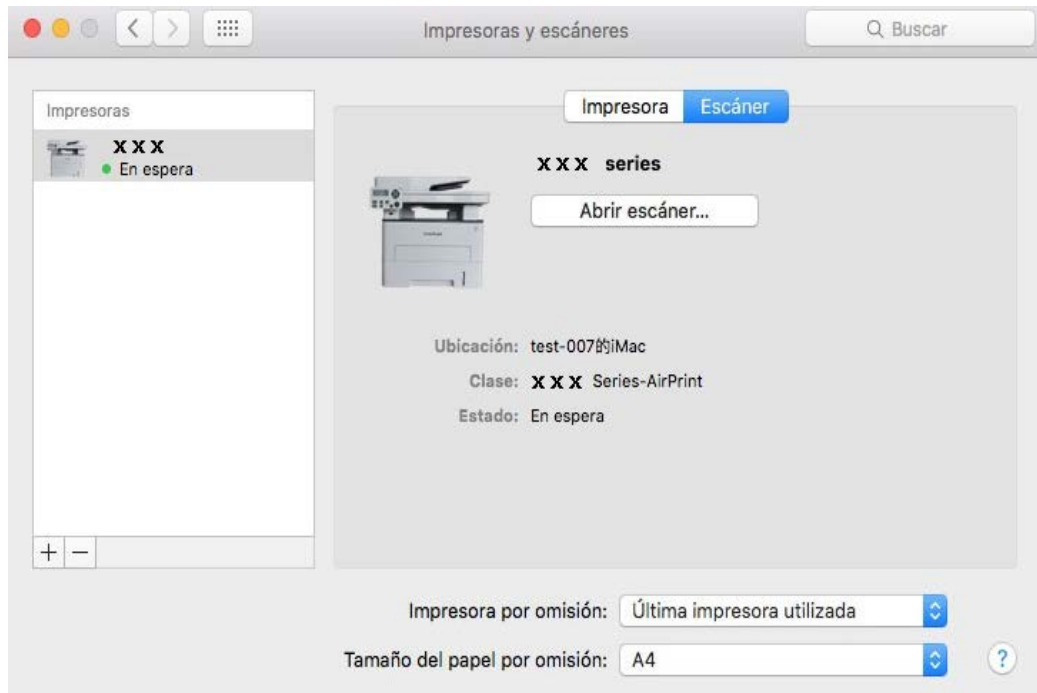 Impresoras y escáneres
Buscar
Impresoras
X X X
En espera
Impresora Escáner
X X X series
Abrir escáner...
Ubicación: test-007的iMac
Clase: X X X Series-AirPrint
Estado: En espera
+ −
Impresora por omisión: Última impresora utilizada
Tamaño del papel por omisión: A4
?